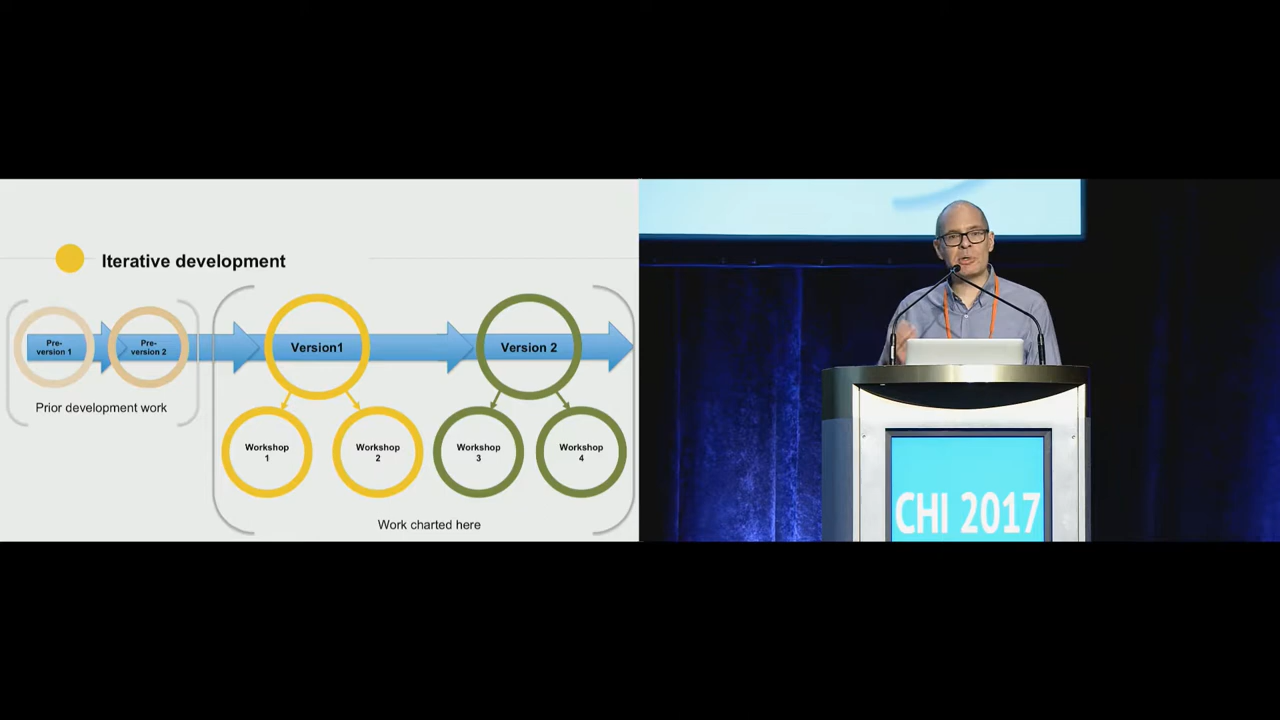 Iterative development
Pre-
version 1
Pre-
version 2
Version1
Version 2
Prior development work
Workshop
1
Workshop
2
Workshop
3
Workshop
4
Work charted here
CHI 2017